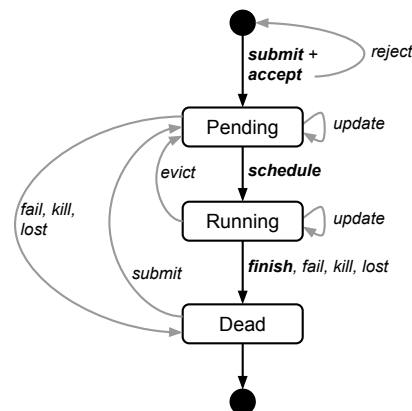 submit +
accept
reject
Pending
update
schedule
evict
fail, kill,
lost
Running
update
submit
finish, fail, kill, lost
Dead